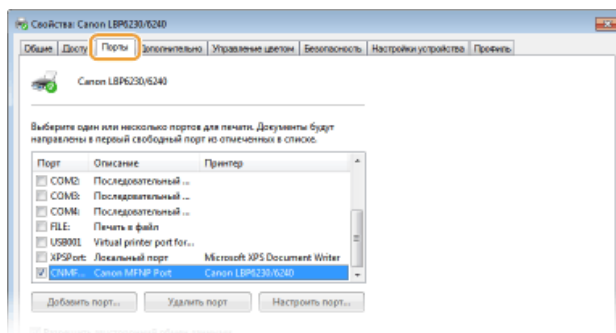 Свойства: Canon LBP6230/6240
Общие Досту Порты Дополнительно Управление цветом Безопасность Настройки устройства Профиль
Canon LBP6230/6240
Выберите один или несколько портов для печати. Документы будут
направлены в первый свободный порт из отмеченных в списке.
Порт Описание Принтер
COM2: Последовательный ...
COM3: Последовательный ...
COM4: Последовательный ...
FILE: Печать в файл
USB001 Virtual printer port for...
XPSPort: Локальный порт Microsoft XPS Document Writer
CNMF... Canon MFNP Port Canon LBP6230/6240
Добавить порт... Удалить порт Настроить порт...